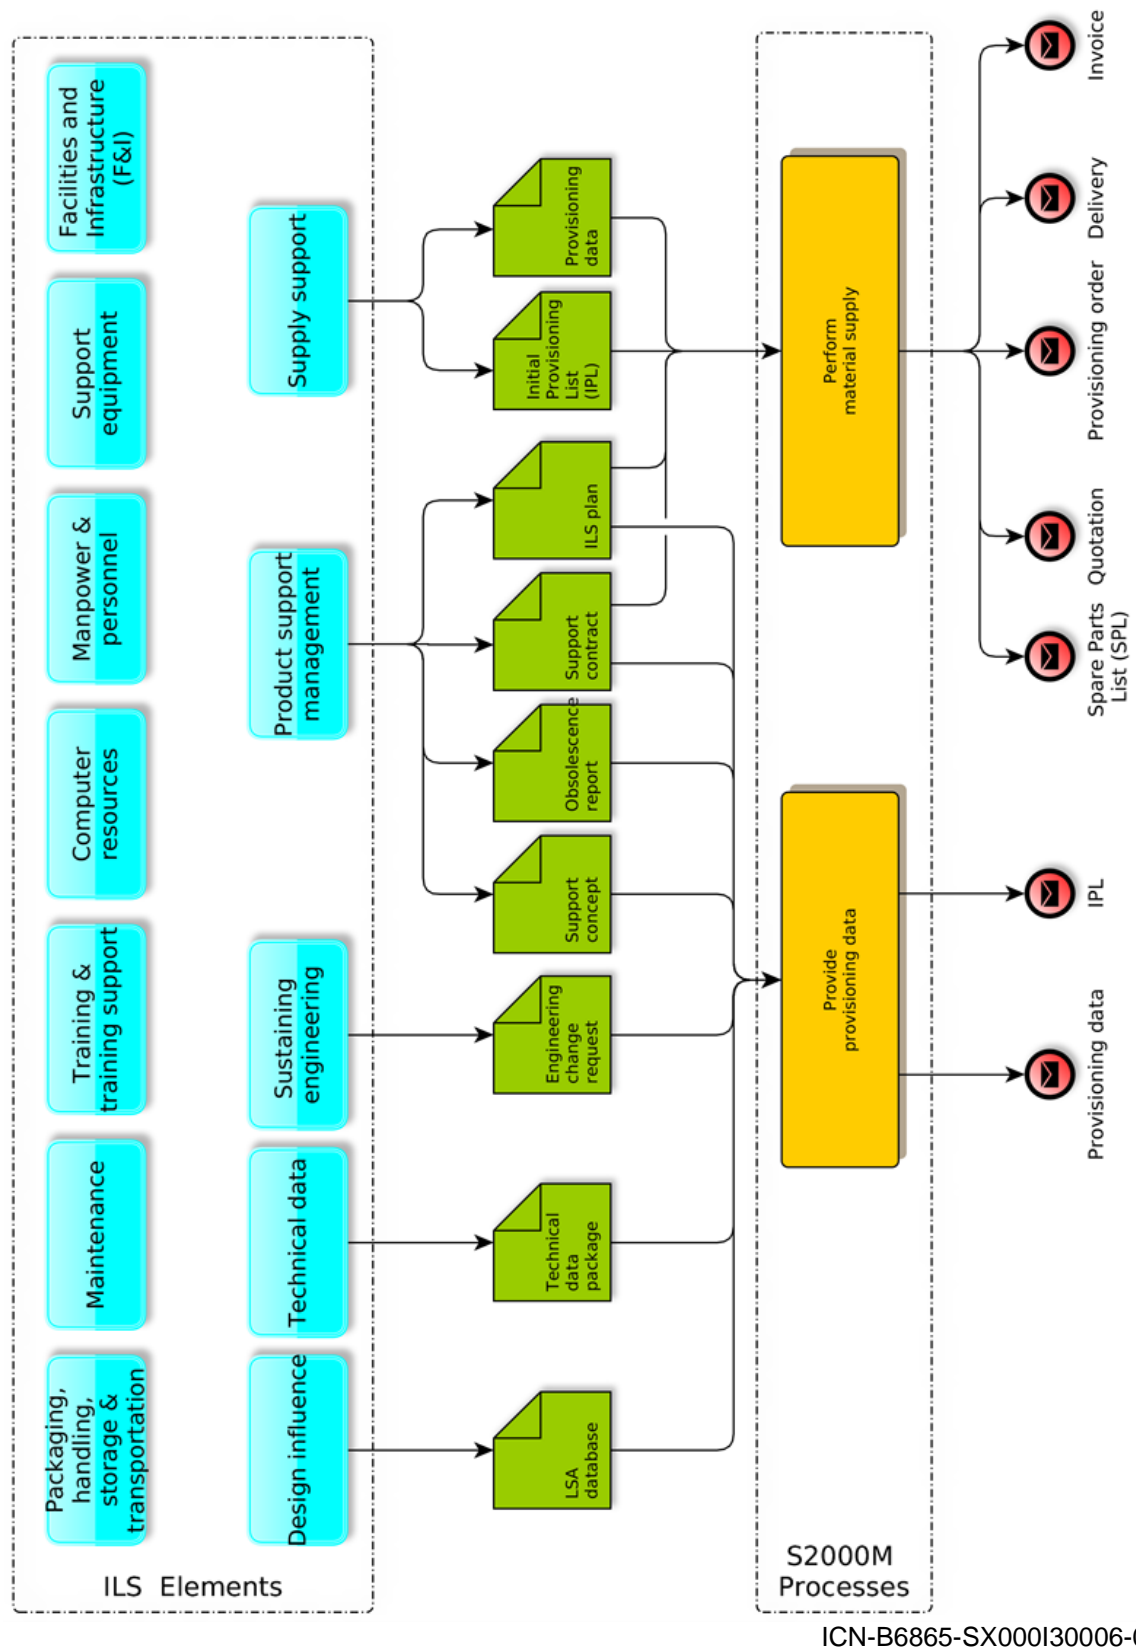 ILS Elements
Packaging,
handling,
storage &
transportation
Maintenance
Training &
training support
Computer
resources
Manpower &
personnel
Support
equipment
Facilities and
Infrastructure
(F&I)
Design influence
Technical data
Sustaining
engineering
Product support
management
Supply support
LSA
database
Technical
data
package
Engineering
change
request
Support
concept
Obsolescence
report
Support
contract
ILS plan
Initial
Provisioning
List
(IPL)
Provisioning
data
S2000M
Processes
Provide
provisioning data
Perform
material supply
Provisioning data
IPL
Spare Parts
List (SPL)
Quotation
Provisioning order
Delivery
Invoice
ICN-B6865-SX000I30006-